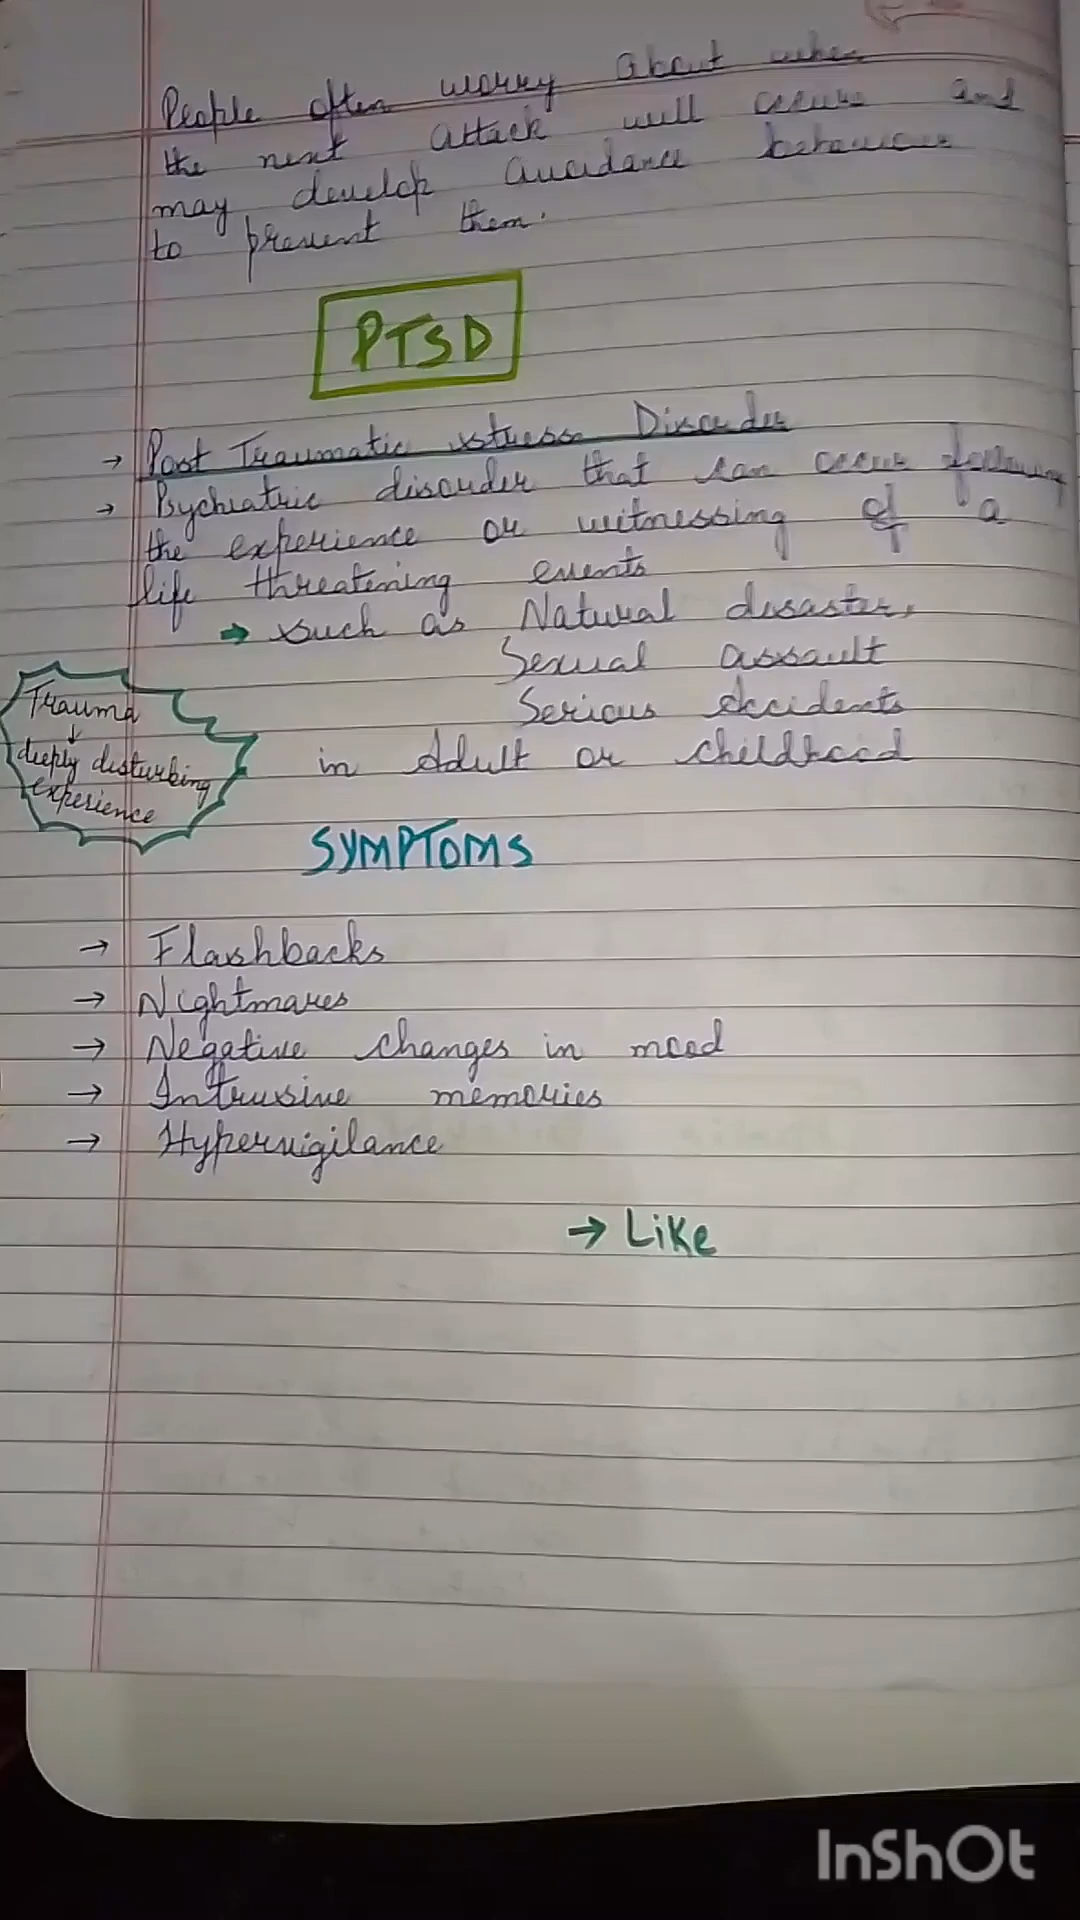 People often worry about when
the next attack will occure and
may develop avoidance behaviour
to prevent them.
PTSD
→ Post Traumatic stress Disorder
→ Psychiatric disorder that can occur following
the experience or witnessing of a
life threatening events
→ such as Natural disaster,
Sexual assault
Serious Accidents
in Adult or childhood
Trauma
↓
deeply disturbing
experience
SYMPTOMS
→ Flashbacks
→ Nightmares
→ Negative changes in mood
→ Intrusive memories
→ Hypervigilance
→ Like
InShOt